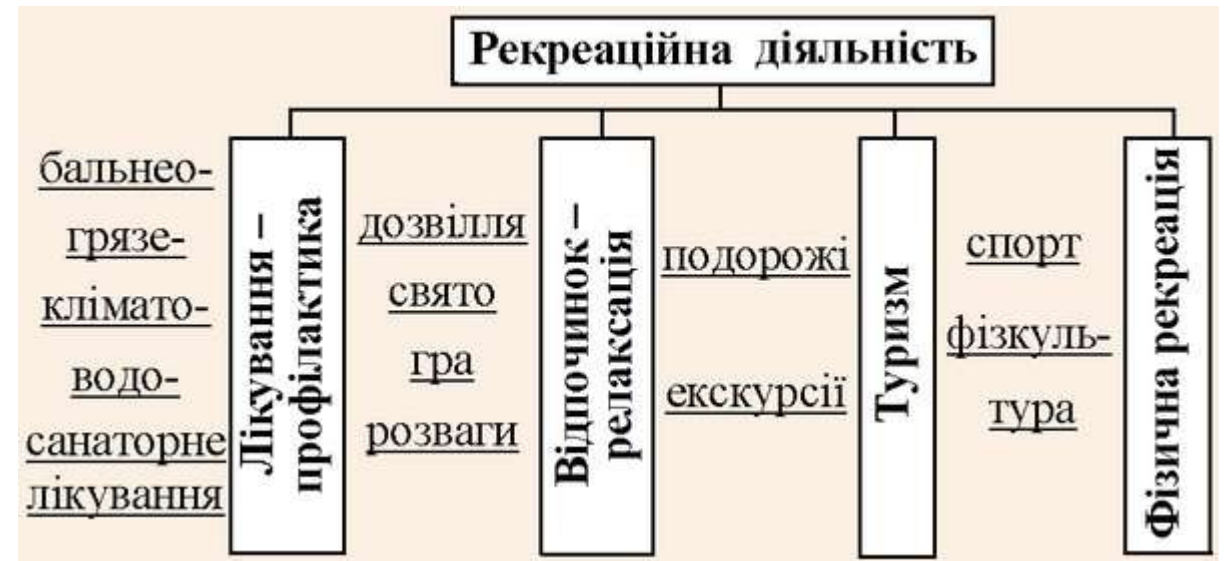 Рекреаційна діяльність
бальнео-
грязе-
клімато-
водо-
санаторне
лікування
Лікування –
профілактика
дозвілля
свято
гра
розваги
Відпочинок –
релаксація
подорожі
екскурсії
Туризм
спорт
фізкуль-
тура
Фізична рекреація